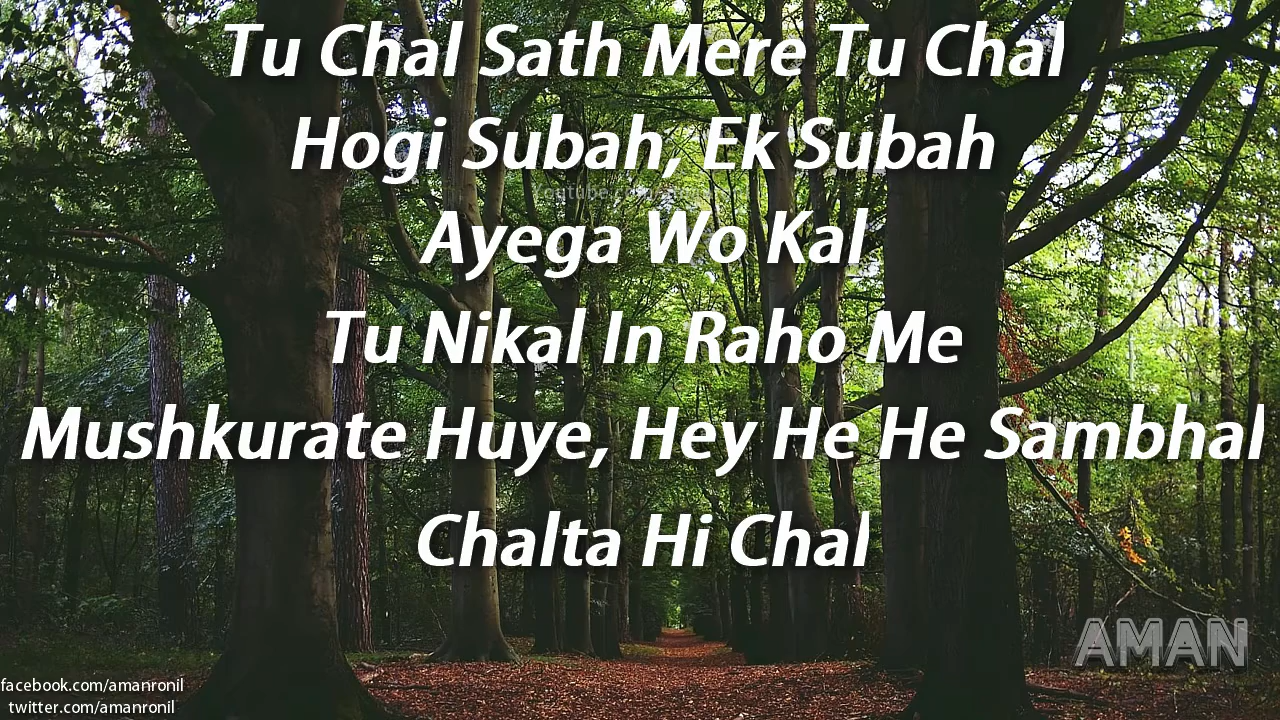 Tu Chal Sath Mere Tu Chal
Hogi Subah, Ek Subah
Ayega Wo Kal
Tu Nikal In Raho Me
Mushkurate Huye, Hey He He Sambhal
Chalta Hi Chal
AMAN
facebook.com/amanronil
twitter.com/amanronil